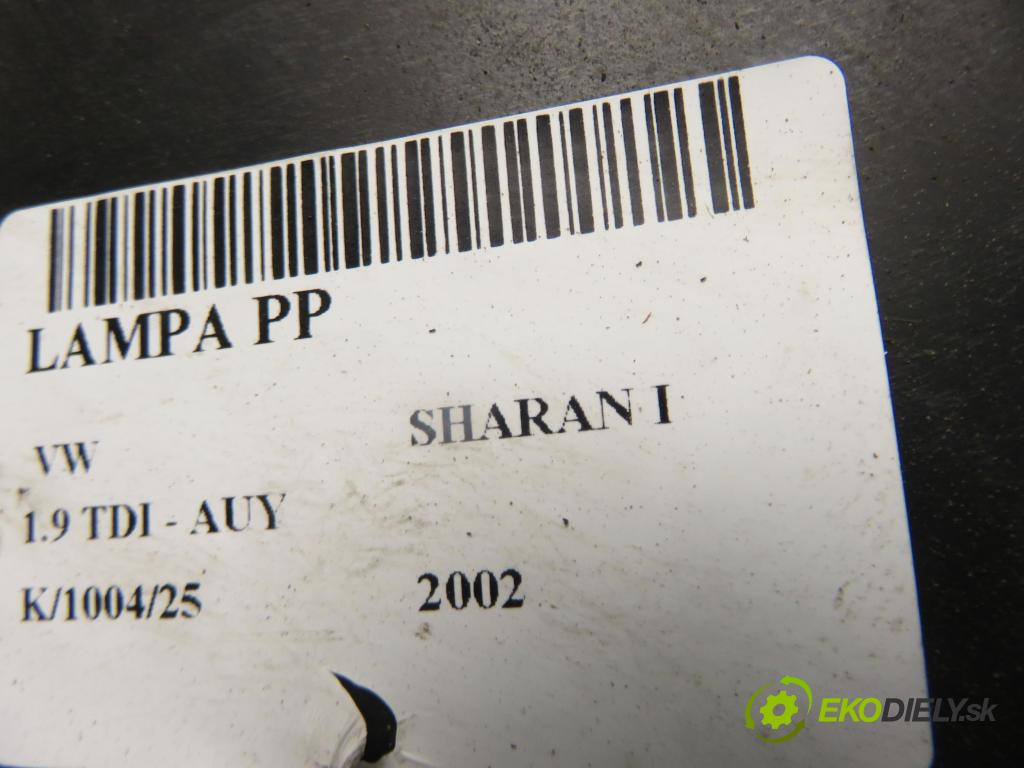 LAMPA PP
VW
SHARAN I
1.9 TDI - AUY
K/1004/25
2002
EKODIELY.sk